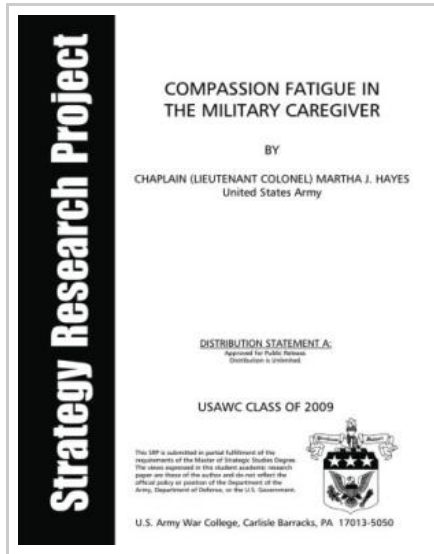 Strategy Research Project
COMPASSION FATIGUE IN
THE MILITARY CAREGIVER
BY
CHAPLAIN (LIEUTENANT COLONEL) MARTHA J. HAYES
United States Army
DISTRIBUTION STATEMENT A:
Approved for Public Release.
Distribution is Unlimited.
USAWC CLASS OF 2009
This SRP is submitted in partial fulfillment of the
requirements of the Master of Strategic Studies Degree.
The views expressed in this student academic research
paper are those of the author and do not reflect the
official policy or position of the Department of the
Army, Department of Defense, or the U.S. Government.
U.S. Army War College, Carlisle Barracks, PA 17013-5050